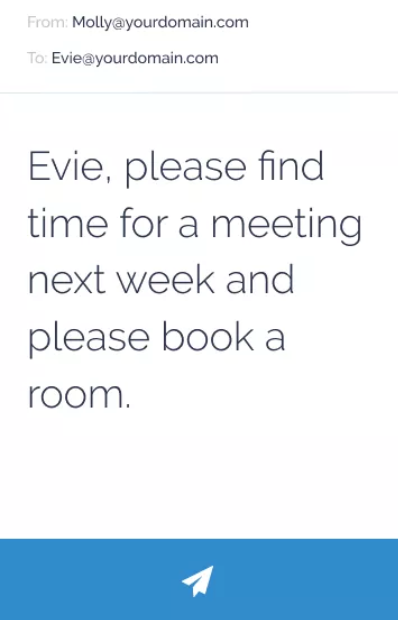 From: Molly@yourdomain.com
To: Evie@yourdomain.com
Evie, please find
time for a meeting
next week and
please book a
room.